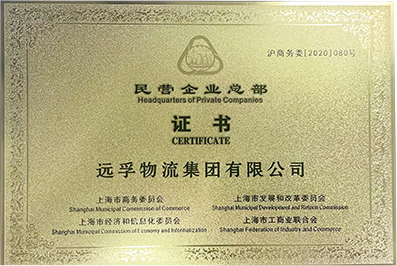 沪商务委[2020]080号
民营企业总部
Headquarters of Private Companies
证书
CERTIFICATE
远孚物流集团有限公司
上海市商务委员会 上海市发展和改革委员会
Shanghai Municipal Commission of Commerce Shanghai Municipal Development and Reform Commission
上海市经济和信息化委员会 上海市工商业联合会
Shanghai Municipal Commission of Economy and Informatization Shanghai Federation of Industry and Commerce